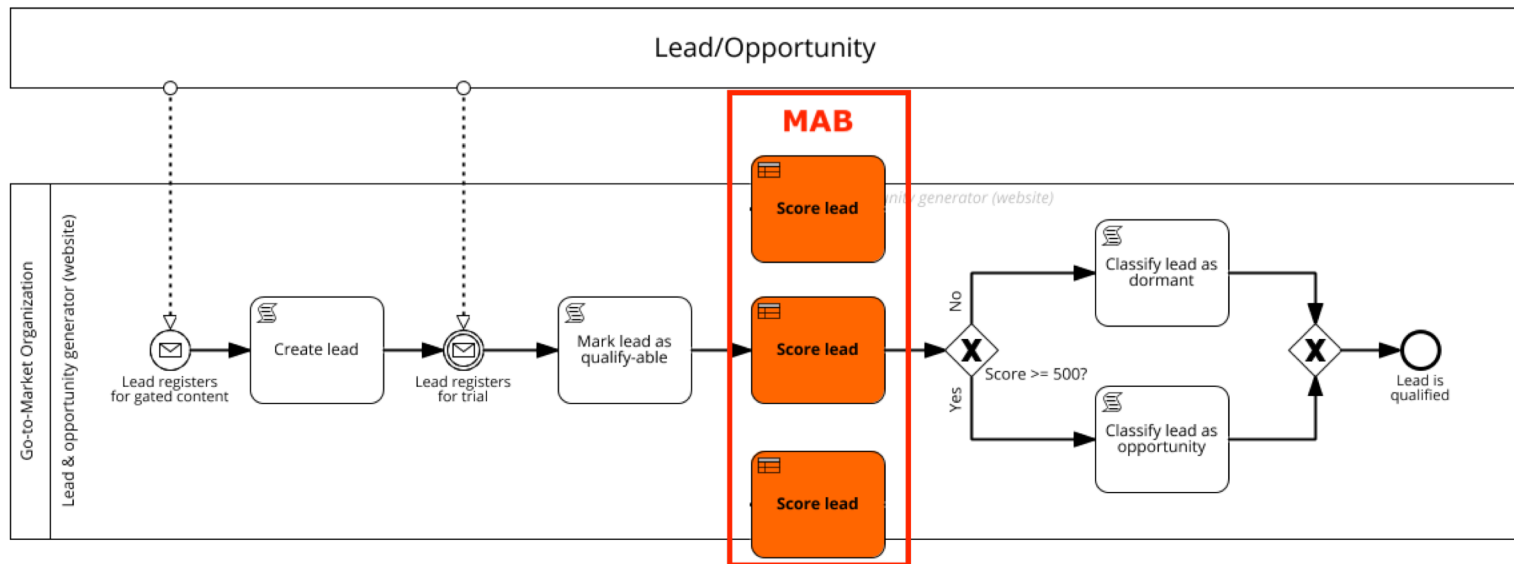 Lead/Opportunity
MAB
Go-to-Market Organization
Lead & opportunity generator (website)
generator (website)
Score lead
Lead registers
for gated content
Create lead
Lead registers
for trial
Mark lead as
qualify-able
Score lead
Score lead
No
Yes
Score >= 500?
Classify lead as
dormant
Classify lead as
opportunity
Lead is
qualified